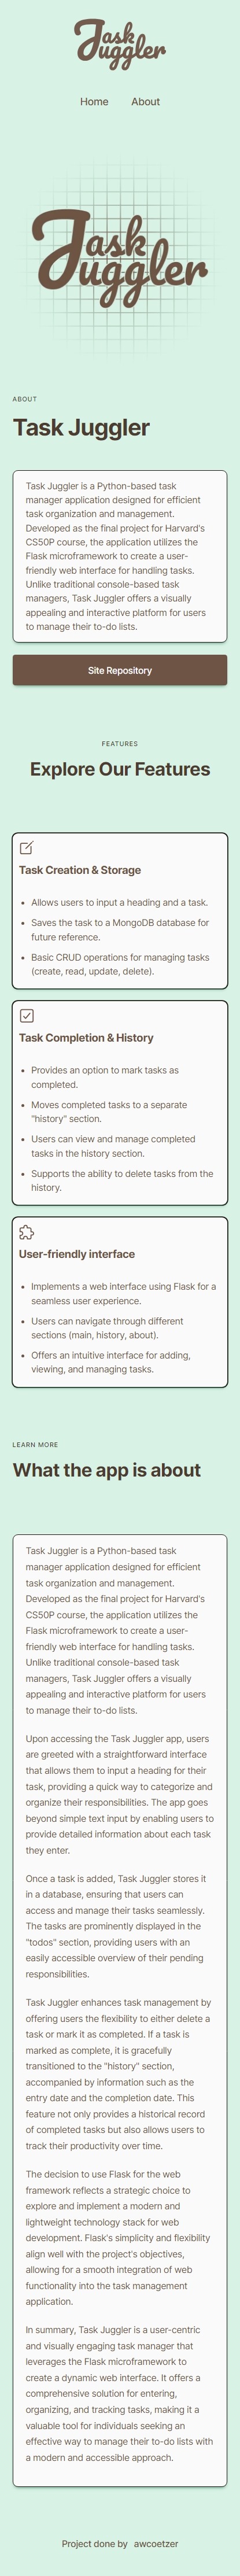 Task
Juggler
Home About
Task
Juggler
ABOUT
Task Juggler
Task Juggler is a Python-based task
manager application designed for efficient
task organization and management.
Developed as the final project for Harvard's
CS50P course, the application utilizes the
Flask microframework to create a user-
friendly web interface for handling tasks.
Unlike traditional console-based task
managers, Task Juggler offers a visually
appealing and interactive platform for users
to manage their to-do lists.
Site Repository
FEATURES
Explore Our Features
Task Creation & Storage
• Allows users to input a heading and a task.
• Saves the task to a MongoDB database for
future reference.
• Basic CRUD operations for managing tasks
(create, read, update, delete).
Task Completion & History
• Provides an option to mark tasks as
completed.
• Moves completed tasks to a separate
"history" section.
• Users can view and manage completed
tasks in the history section.
• Supports the ability to delete tasks from the
history.
User-friendly interface
• Implements a web interface using Flask for a
seamless user experience.
• Users can navigate through different
sections (main, history, about).
• Offers an intuitive interface for adding,
viewing, and managing tasks.
LEARN MORE
What the app is about
Task Juggler is a Python-based task
manager application designed for efficient
task organization and management.
Developed as the final project for Harvard's
CS50P course, the application utilizes the
Flask microframework to create a user-
friendly web interface for handling tasks.
Unlike traditional console-based task
managers, Task Juggler offers a visually
appealing and interactive platform for users
to manage their to-do lists.
Upon accessing the Task Juggler app, users
are greeted with a straightforward interface
that allows them to input a heading for their
task, providing a quick way to categorize and
organize their responsibilities. The app goes
beyond simple text input by enabling users to
provide detailed information about each task
they enter.
Once a task is added, Task Juggler stores it
in a database, ensuring that users can
access and manage their tasks seamlessly.
The tasks are prominently displayed in the
"todos" section, providing users with an
easily accessible overview of their pending
responsibilities.
Task Juggler enhances task management by
offering users the flexibility to either delete a
task or mark it as completed. If a task is
marked as complete, it is gracefully
transitioned to the "history" section,
accompanied by information such as the
entry date and the completion date. This
feature not only provides a historical record
of completed tasks but also allows users to
track their productivity over time.
The decision to use Flask for the web
framework reflects a strategic choice to
explore and implement a modern and
lightweight technology stack for web
development. Flask's simplicity and flexibility
align well with the project's objectives,
allowing for a smooth integration of web
functionality into the task management
application.
In summary, Task Juggler is a user-centric
and visually engaging task manager that
leverages the Flask microframework to
create a dynamic web interface. It offers a
comprehensive solution for entering,
organizing, and tracking tasks, making it a
valuable tool for individuals seeking an
effective way to manage their to-do lists with
a modern and accessible approach.
Project done by awcoetzer